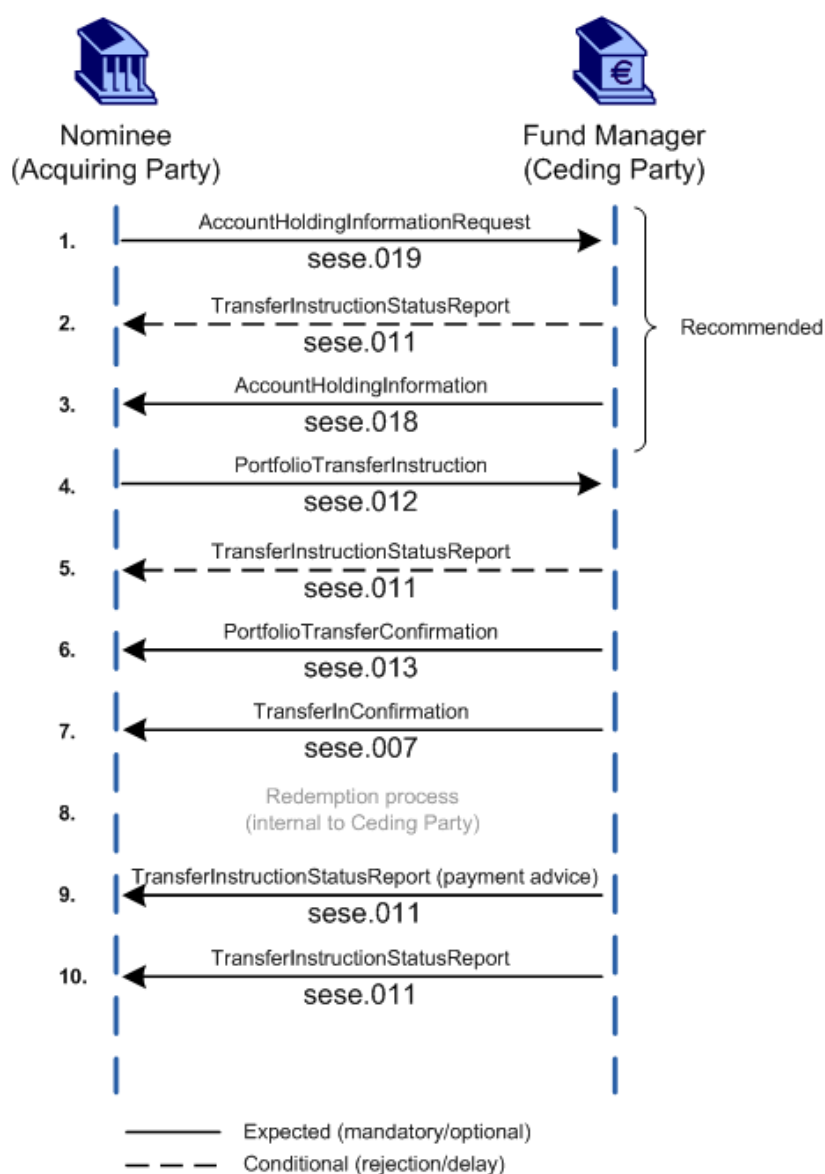 €
Nominee
(Acquiring Party)
Fund Manager
(Ceding Party)
1.
AccountHoldingInformationRequest
sese.019
2.
TransferInstructionStatusReport
sese.011
Recommended
3.
AccountHoldingInformation
sese.018
4.
PortfolioTransferInstruction
sese.012
5.
TransferInstructionStatusReport
sese.011
6.
PortfolioTransferConfirmation
sese.013
7.
TransferInConfirmation
sese.007
8.
Redemption process
(internal to Ceding Party)
9.
TransferInstructionStatusReport (payment advice)
sese.011
10.
TransferInstructionStatusReport
sese.011
Expected (mandatory/optional)
Conditional (rejection/delay)